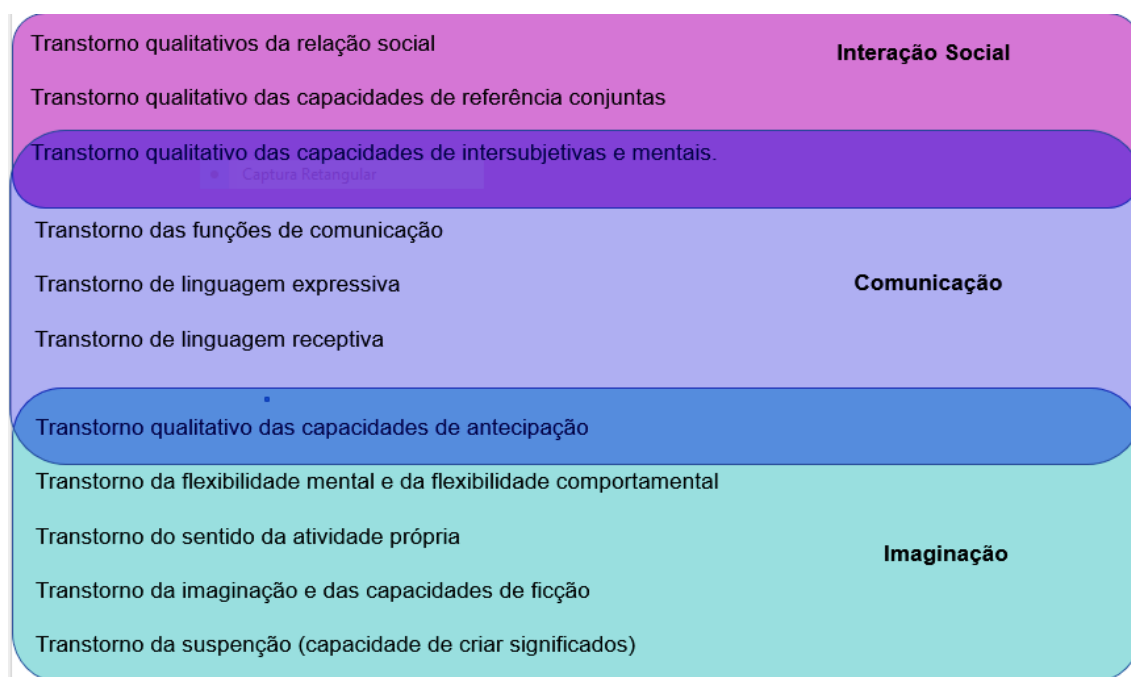 Transtorno qualitativos da relação social
Interação Social
Transtorno qualitativo das capacidades de referência conjuntas
Transtorno qualitativo das capacidades de intersubjetivas e mentais.
Captura Retangular
Transtorno das funções de comunicação
Transtorno de linguagem expressiva
Comunicação
Transtorno de linguagem receptiva
Transtorno qualitativo das capacidades de antecipação
Transtorno da flexibilidade mental e da flexibilidade comportamental
Transtorno do sentido da atividade própria
Imaginação
Transtorno da imaginação e das capacidades de ficção
Transtorno da suspenção (capacidade de criar significados)